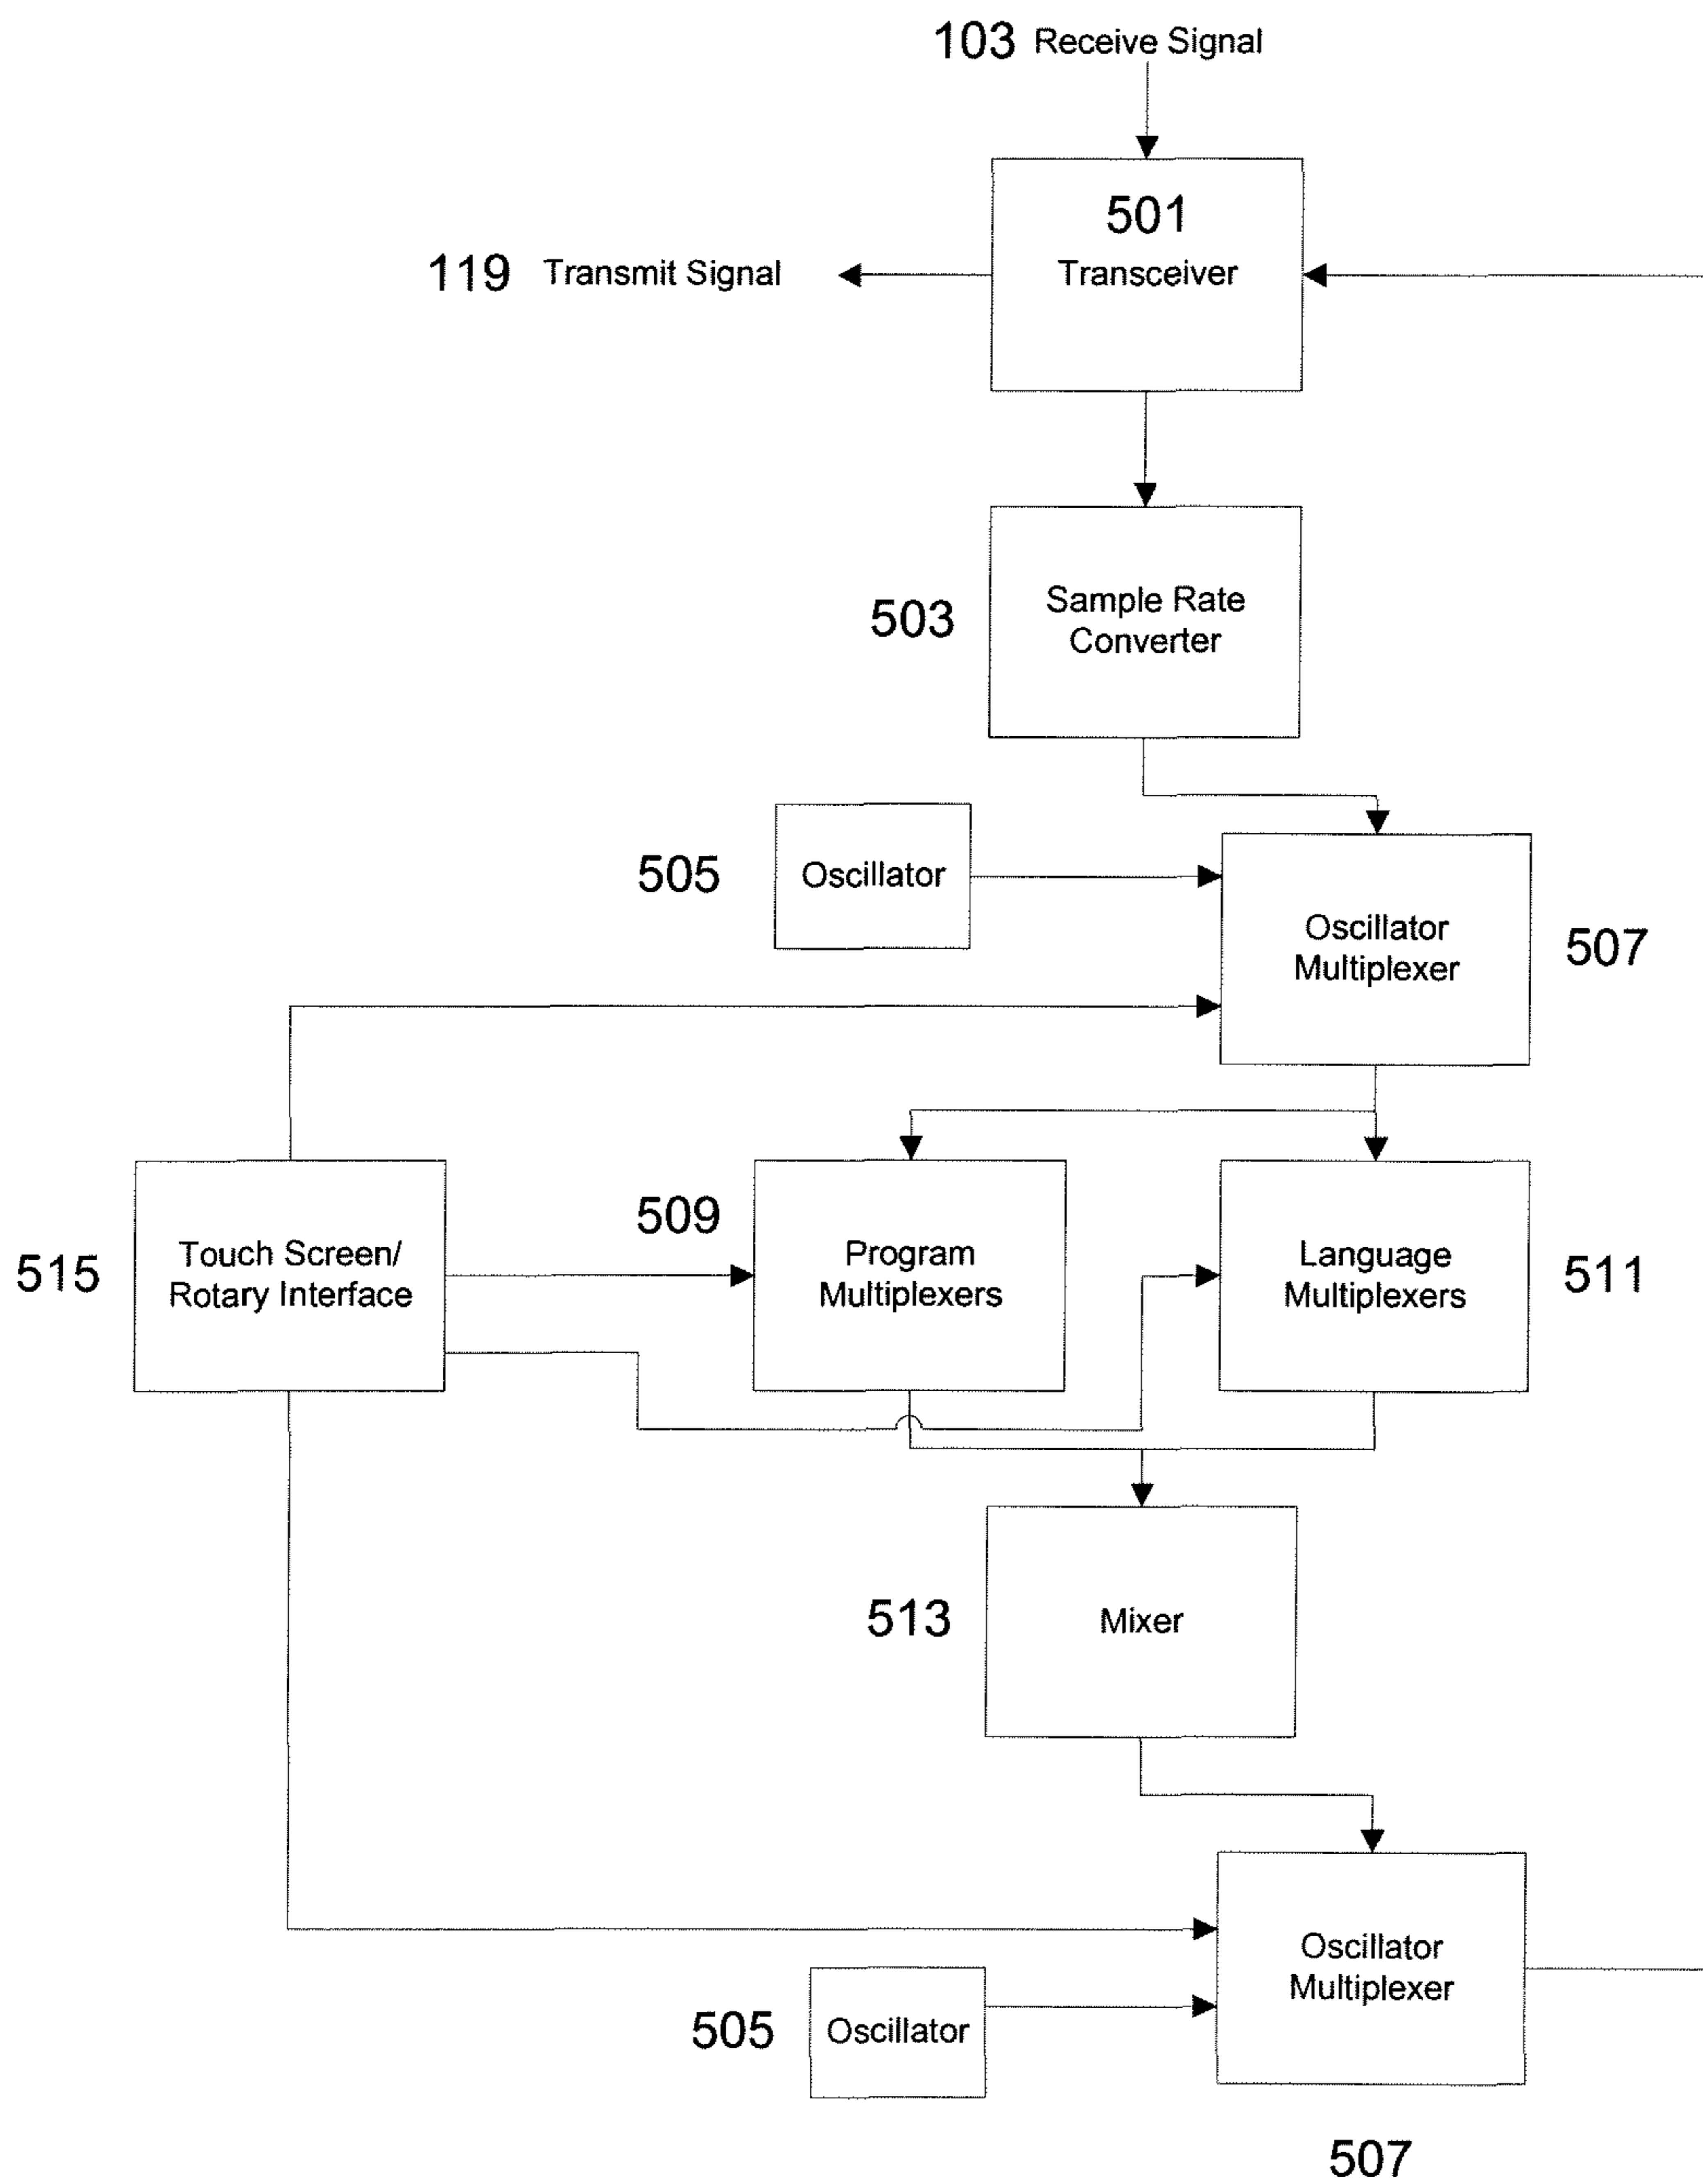 103 Receive Signal
501
Transceiver
119 Transmit Signal
503
Sample Rate
Converter
505
Oscillator
Oscillator
Multiplexer
507
515
Touch Screen/
Rotary Interface
509
Program
Multiplexers
Language
Multiplexers
511
513
Mixer
Oscillator
Multiplexer
505
Oscillator
507